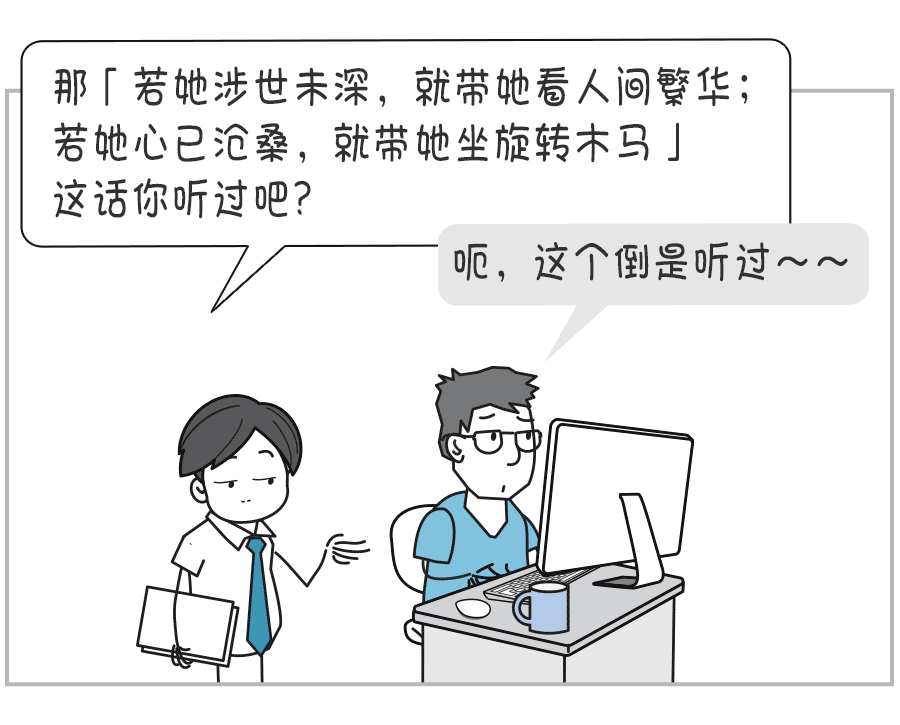 那「若她涉世未深，就带她看人间繁华；
若她心已沧桑，就带她坐旋转木马」
这话你听过吧？
呃，这个倒是听过～～